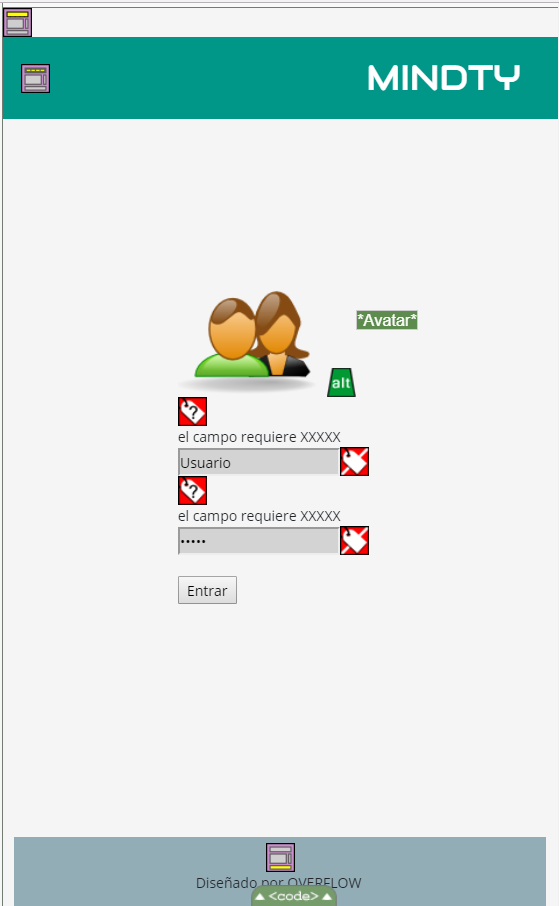 MINDTY
*Avatar*
alt
?
el campo requiere XXXXX
Usuario
?
el campo requiere XXXXX
•••••
Entrar
Diseñado por OVERFLOW
▲ <code> ▲